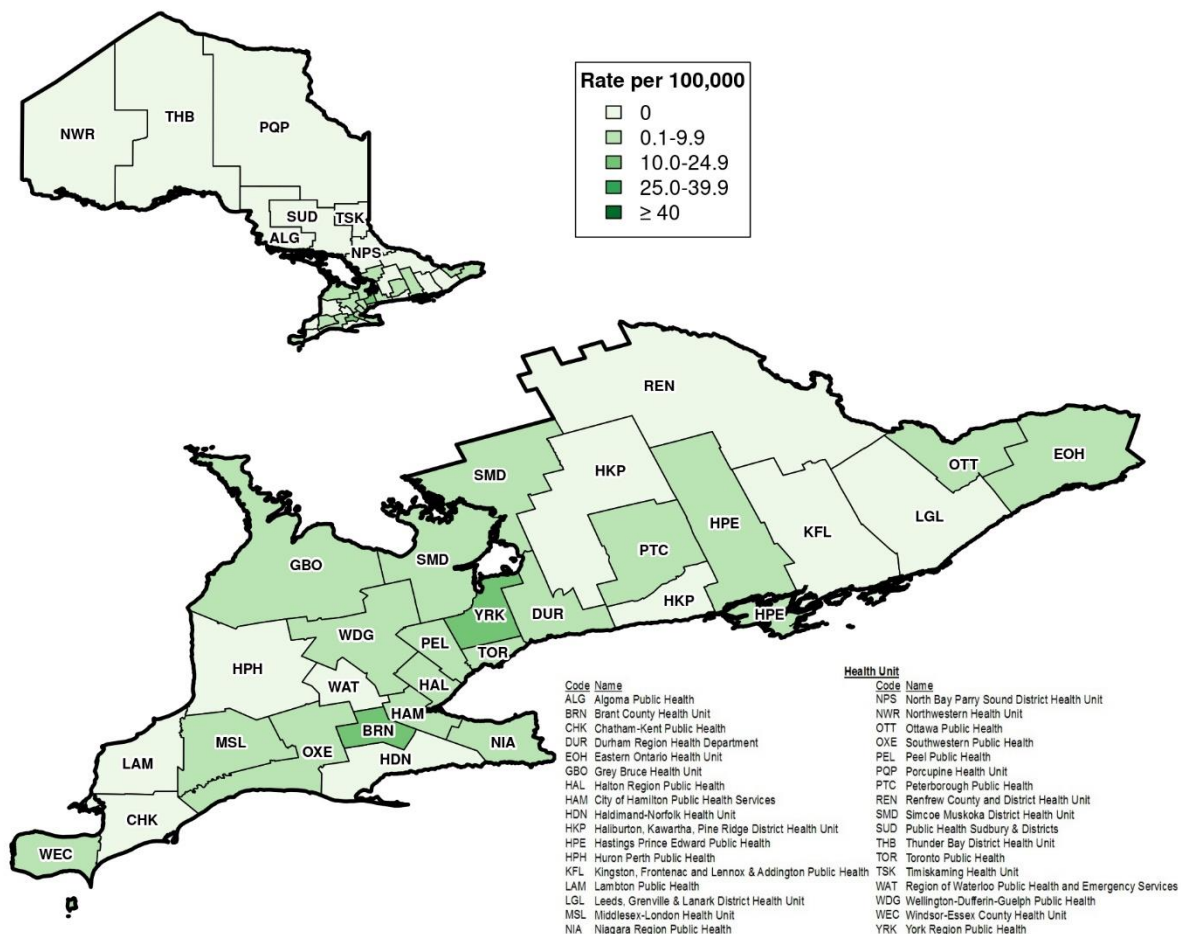 Rate per 100,000
0
0.1-9.9
10.0-24.9
25.0-39.9
≥ 40
THB
NWR
PQP
SUD
TSK
ALG
NPS
REN
SMD
HKP
OTT
EOH
HPE
LGL
KFL
PTC
SMD
GBO
HKP
YRK
DUR
HPE
WDG
PEL
TOR
HPH
WAT
HAL
HAM
BRN
MSL
OXE
NIA
HDN
LAM
CHK
WEC
Health Unit
Code Name
ALG Algoma Public Health
BRN Brant County Health Unit
CHK Chatham-Kent Public Health
DUR Durham Region Health Department
EOH Eastern Ontario Health Unit
GBO Grey Bruce Health Unit
HAL Halton Region Public Health
HAM City of Hamilton Public Health Services
HDN Haldimand-Norfolk Health Unit
HKP Haliburton, Kawartha, Pine Ridge District Health Unit
HPE Hastings Prince Edward Public Health
HPH Huron Perth Public Health
KFL Kingston, Frontenac and Lennox & Addington Public Health
LAM Lambton Public Health
LGL Leeds, Grenville & Lanark District Health Unit
MSL Middlesex-London Health Unit
NIA Niagara Region Public Health
Code Name
NPS North Bay Parry Sound District Health Unit
NWR Northwestern Health Unit
OTT Ottawa Public Health
OXE Southwestern Public Health
PEL Peel Public Health
PQP Porcupine Health Unit
PTC Peterborough Public Health
REN Renfrew County and District Health Unit
SMD Simcoe Muskoka District Health Unit
SUD Public Health Sudbury & Districts
THB Thunder Bay District Health Unit
TOR Toronto Public Health
TSK Timiskaming Health Unit
WAT Region of Waterloo Public Health and Emergency Services
WDG Wellington-Dufferin-Guelph Public Health
WEC Windsor-Essex County Health Unit
YRK York Region Public Health